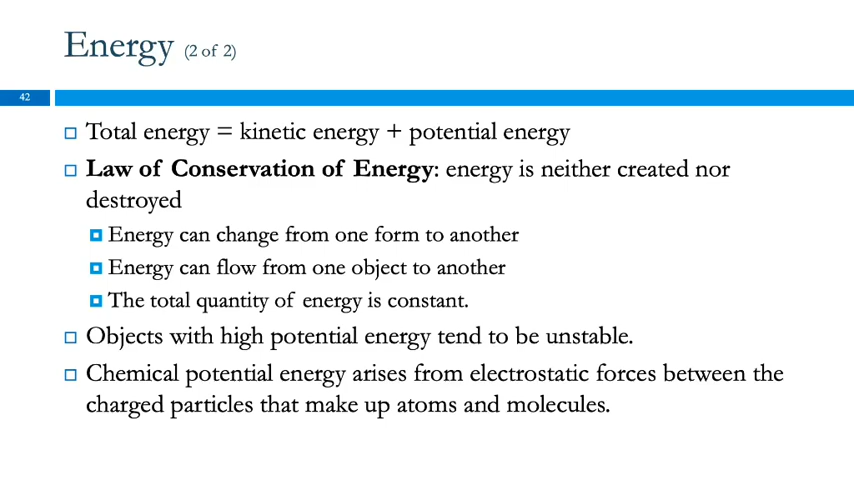 Energy (2 of 2)
42
Total energy = kinetic energy + potential energy
Law of Conservation of Energy: energy is neither created nor
destroyed
Energy can change from one form to another
Energy can flow from one object to another
The total quantity of energy is constant.
Objects with high potential energy tend to be unstable.
Chemical potential energy arises from electrostatic forces between the
charged particles that make up atoms and molecules.